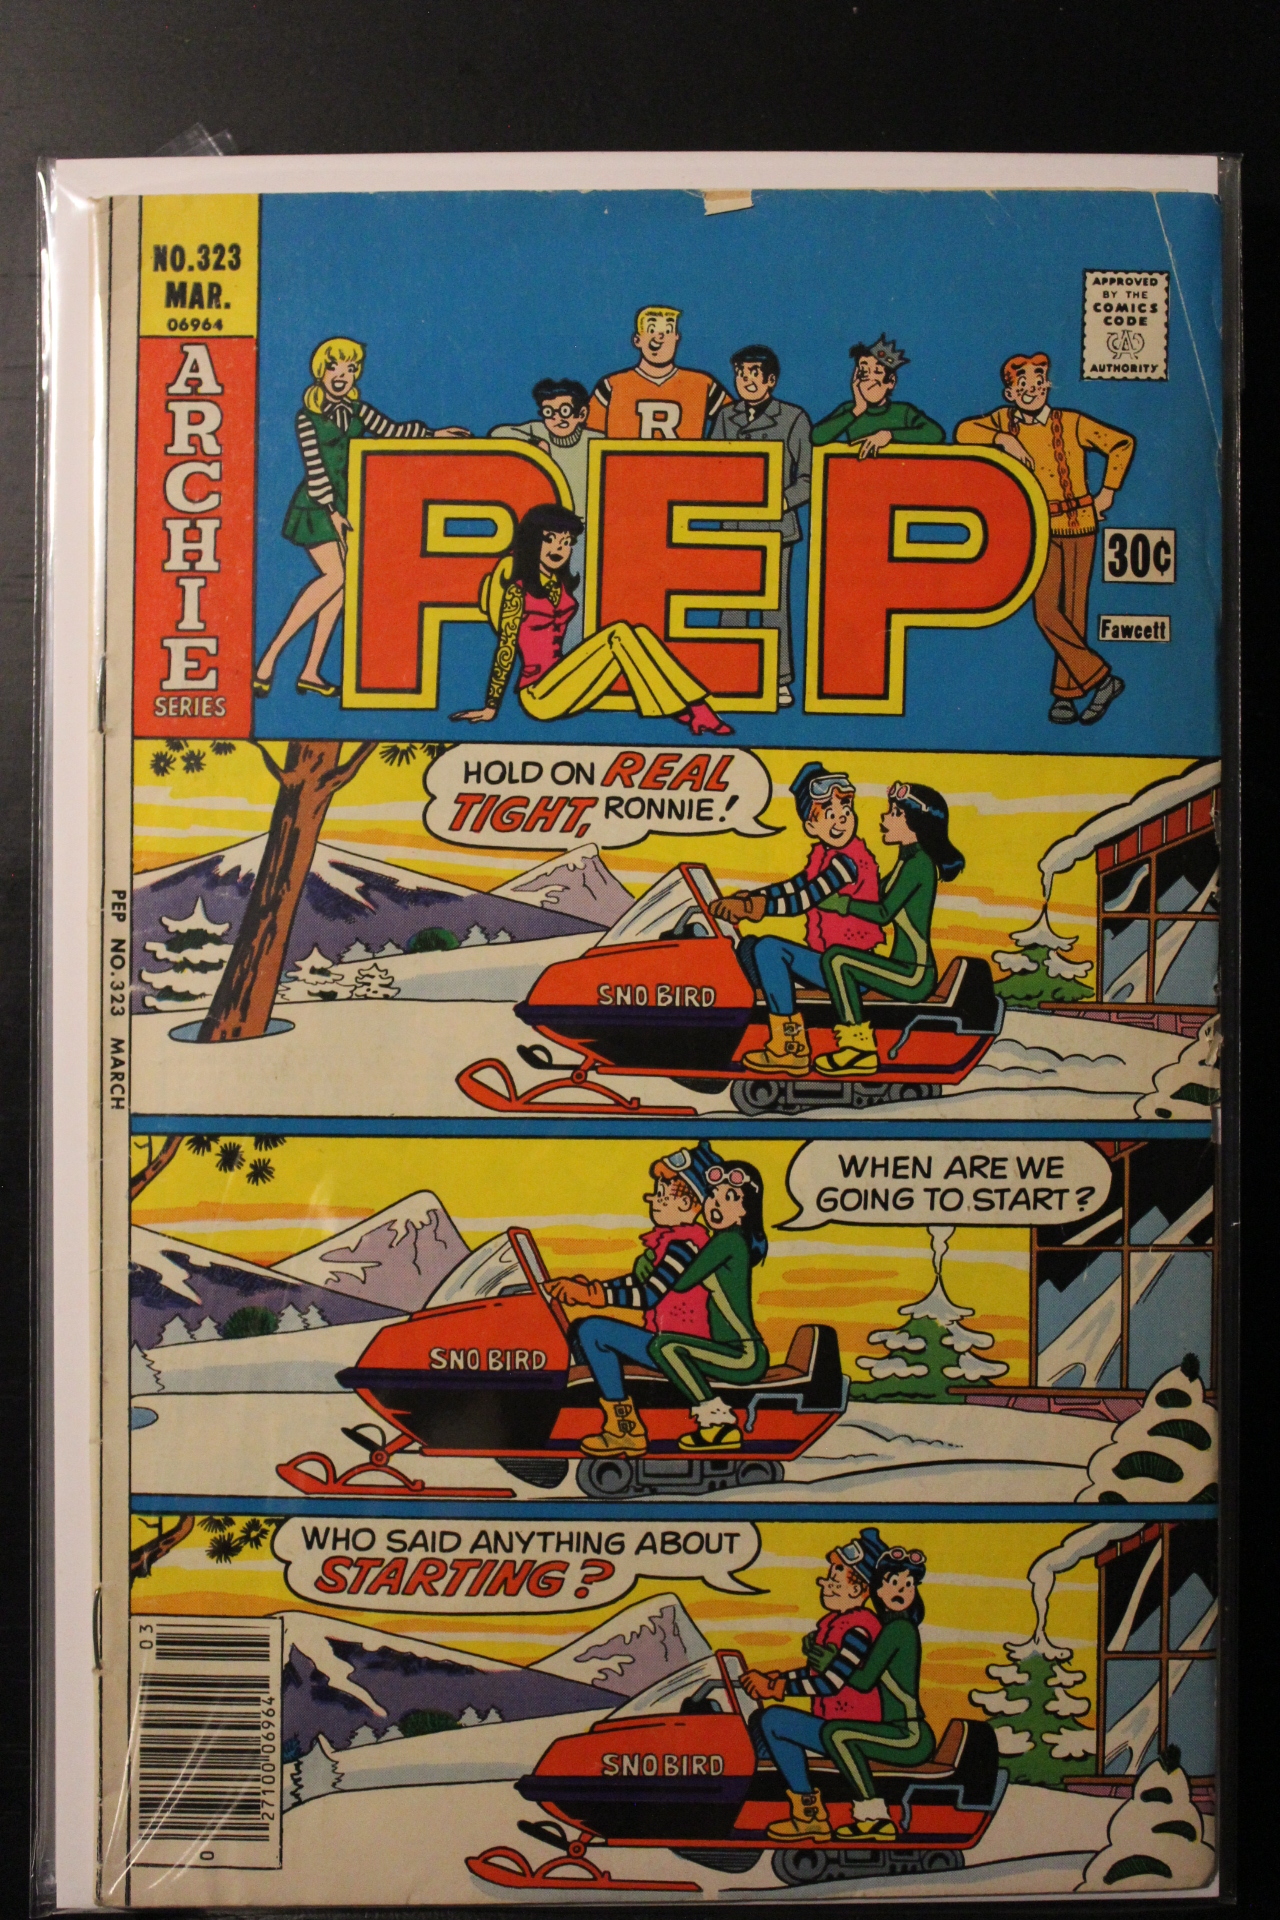 NO.323
MAR.
06964
ARCHIE
SERIES
APPROVED
BY THE
COMICS
CODE
CA
AUTHORITY
R
PEP
30¢
Fawcett
PEP NO.323 MARCH
HOLD ON REAL
TIGHT, RONNIE!
SNO BIRD
WHEN ARE WE
GOING TO START?
SNO BIRD
WHO SAID ANYTHING ABOUT
STARTING?
SNO BIRD
03
27100 06964
0